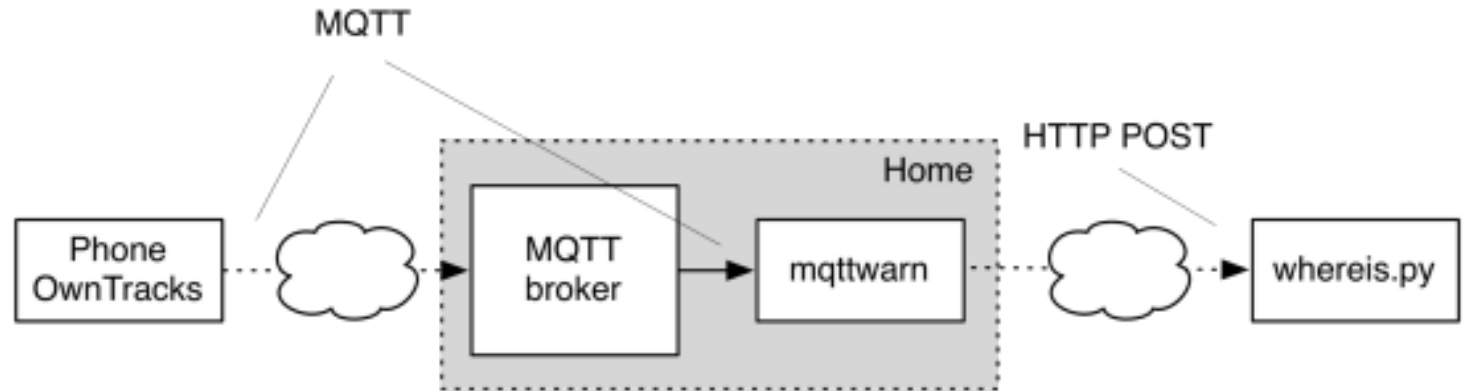 MQTT
HTTP POST
Home
Phone
OwnTracks
MQTT
broker
mqttwarn
whereis.py